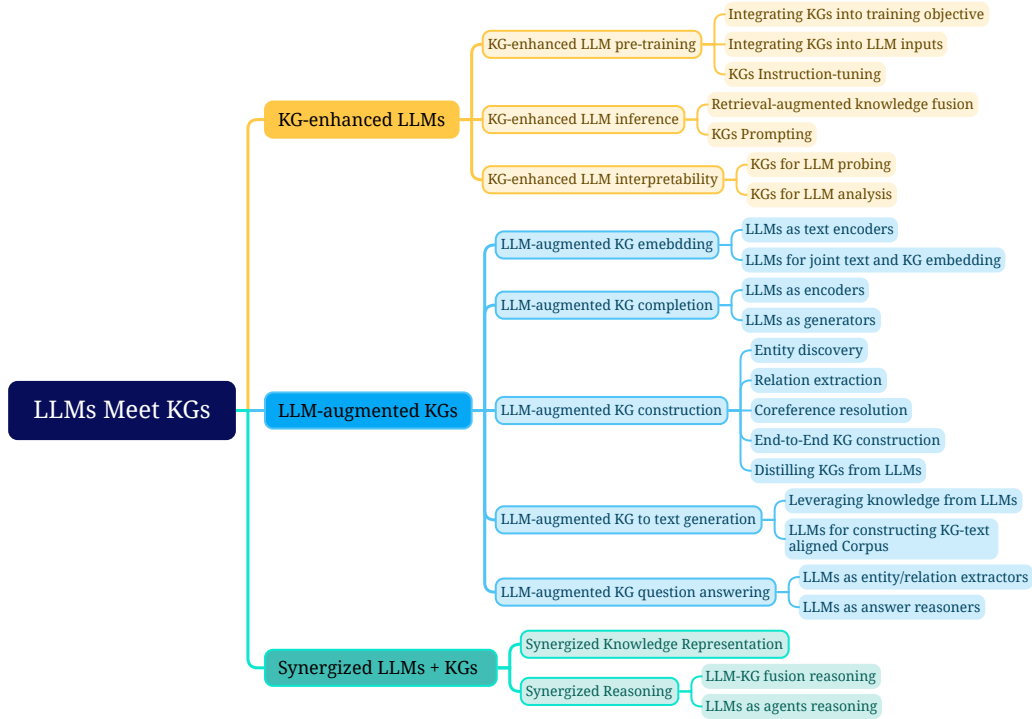 LLMs Meet KGs
KG-enhanced LLMs
KG-enhanced LLM pre-training
Integrating KGs into training objective
Integrating KGs into LLM inputs
KGs Instruction-tuning
KG-enhanced LLM inference
Retrieval-augmented knowledge fusion
KGs Prompting
KG-enhanced LLM interpretability
KGs for LLM probing
KGs for LLM analysis
LLM-augmented KGs
LLM-augmented KG emebdding
LLMs as text encoders
LLMs for joint text and KG embedding
LLM-augmented KG completion
LLMs as encoders
LLMs as generators
LLM-augmented KG construction
Entity discovery
Relation extraction
Coreference resolution
End-to-End KG construction
Distilling KGs from LLMs
LLM-augmented KG to text generation
Leveraging knowledge from LLMs
LLMs for constructing KG-text
aligned Corpus
LLM-augmented KG question answering
LLMs as entity/relation extractors
LLMs as answer reasoners
Synergized LLMs + KGs
Synergized Knowledge Representation
Synergized Reasoning
LLM-KG fusion reasoning
LLMs as agents reasoning